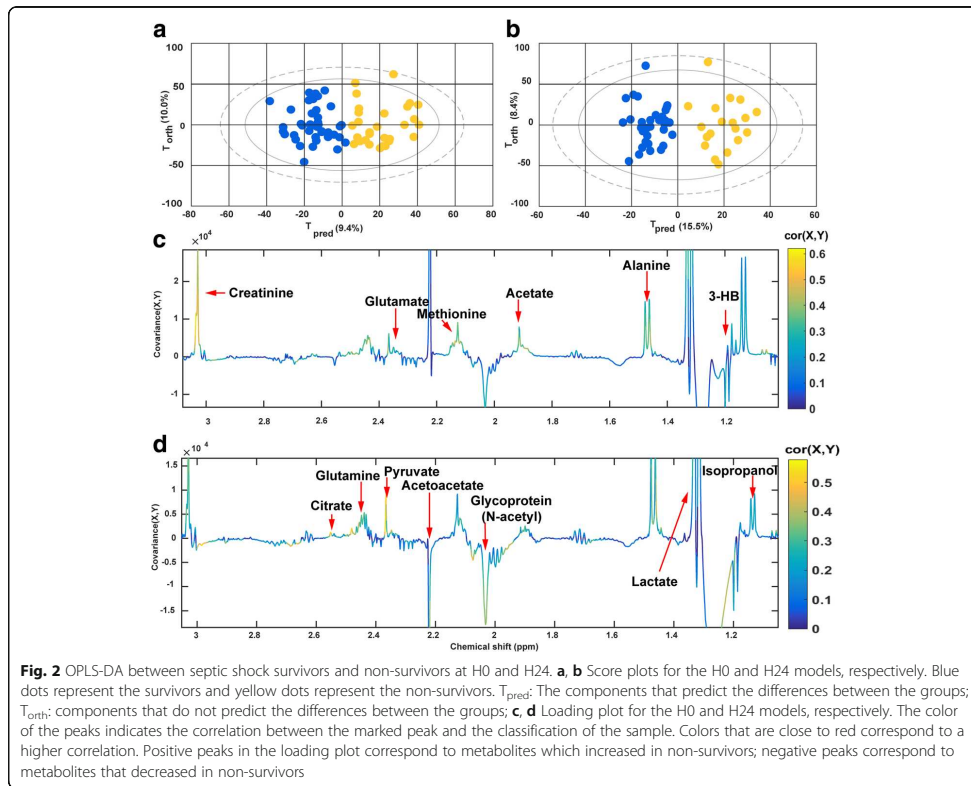 a
b
100
50
0
-50
-100
T orth (10.0%)
-80 -60 -40 -20 0 20 40 60 80
T pred (9.4%)
100
50
0
-50
-100
T orth (8.4%)
-60 -40 -20 0 20 40 60
T pred (15.5%)
c
×10⁴
cor(X,Y)
2
1
0
-1
Covariance(X,Y)
Creatinine
Glutamate
Methionine
Acetate
Alanine
3-HB
0.6
0.5
0.4
0.3
0.2
0.1
0
3 2.8 2.6 2.4 2.2 2 1.8 1.6 1.4 1.2
d
×10⁴
cor(X,Y)
1.5
1
0.5
0
-0.5
-1
-1.5
Covariance(X,Y)
Citrate
Glutamine
Pyruvate
Acetoacetate
Glycoprotein
(N-acetyl)
Lactate
Isopropanol
0.5
0.4
0.3
0.2
0.1
0
3 2.8 2.6 2.4 2.2 2 1.8 1.6 1.4 1.2
Chemical shift (ppm)
Fig. 2 OPLS-DA between septic shock survivors and non-survivors at H0 and H24. a, b Score plots for the H0 and H24 models, respectively. Blue
dots represent the survivors and yellow dots represent the non-survivors. Tpred: The components that predict the differences between the groups;
Torth: components that do not predict the differences between the groups; c, d Loading plot for the H0 and H24 models, respectively. The color
of the peaks indicates the correlation between the marked peak and the classification of the sample. Colors that are close to red correspond to a
higher correlation. Positive peaks in the loading plot correspond to metabolites which increased in non-survivors; negative peaks correspond to
metabolites that decreased in non-survivors